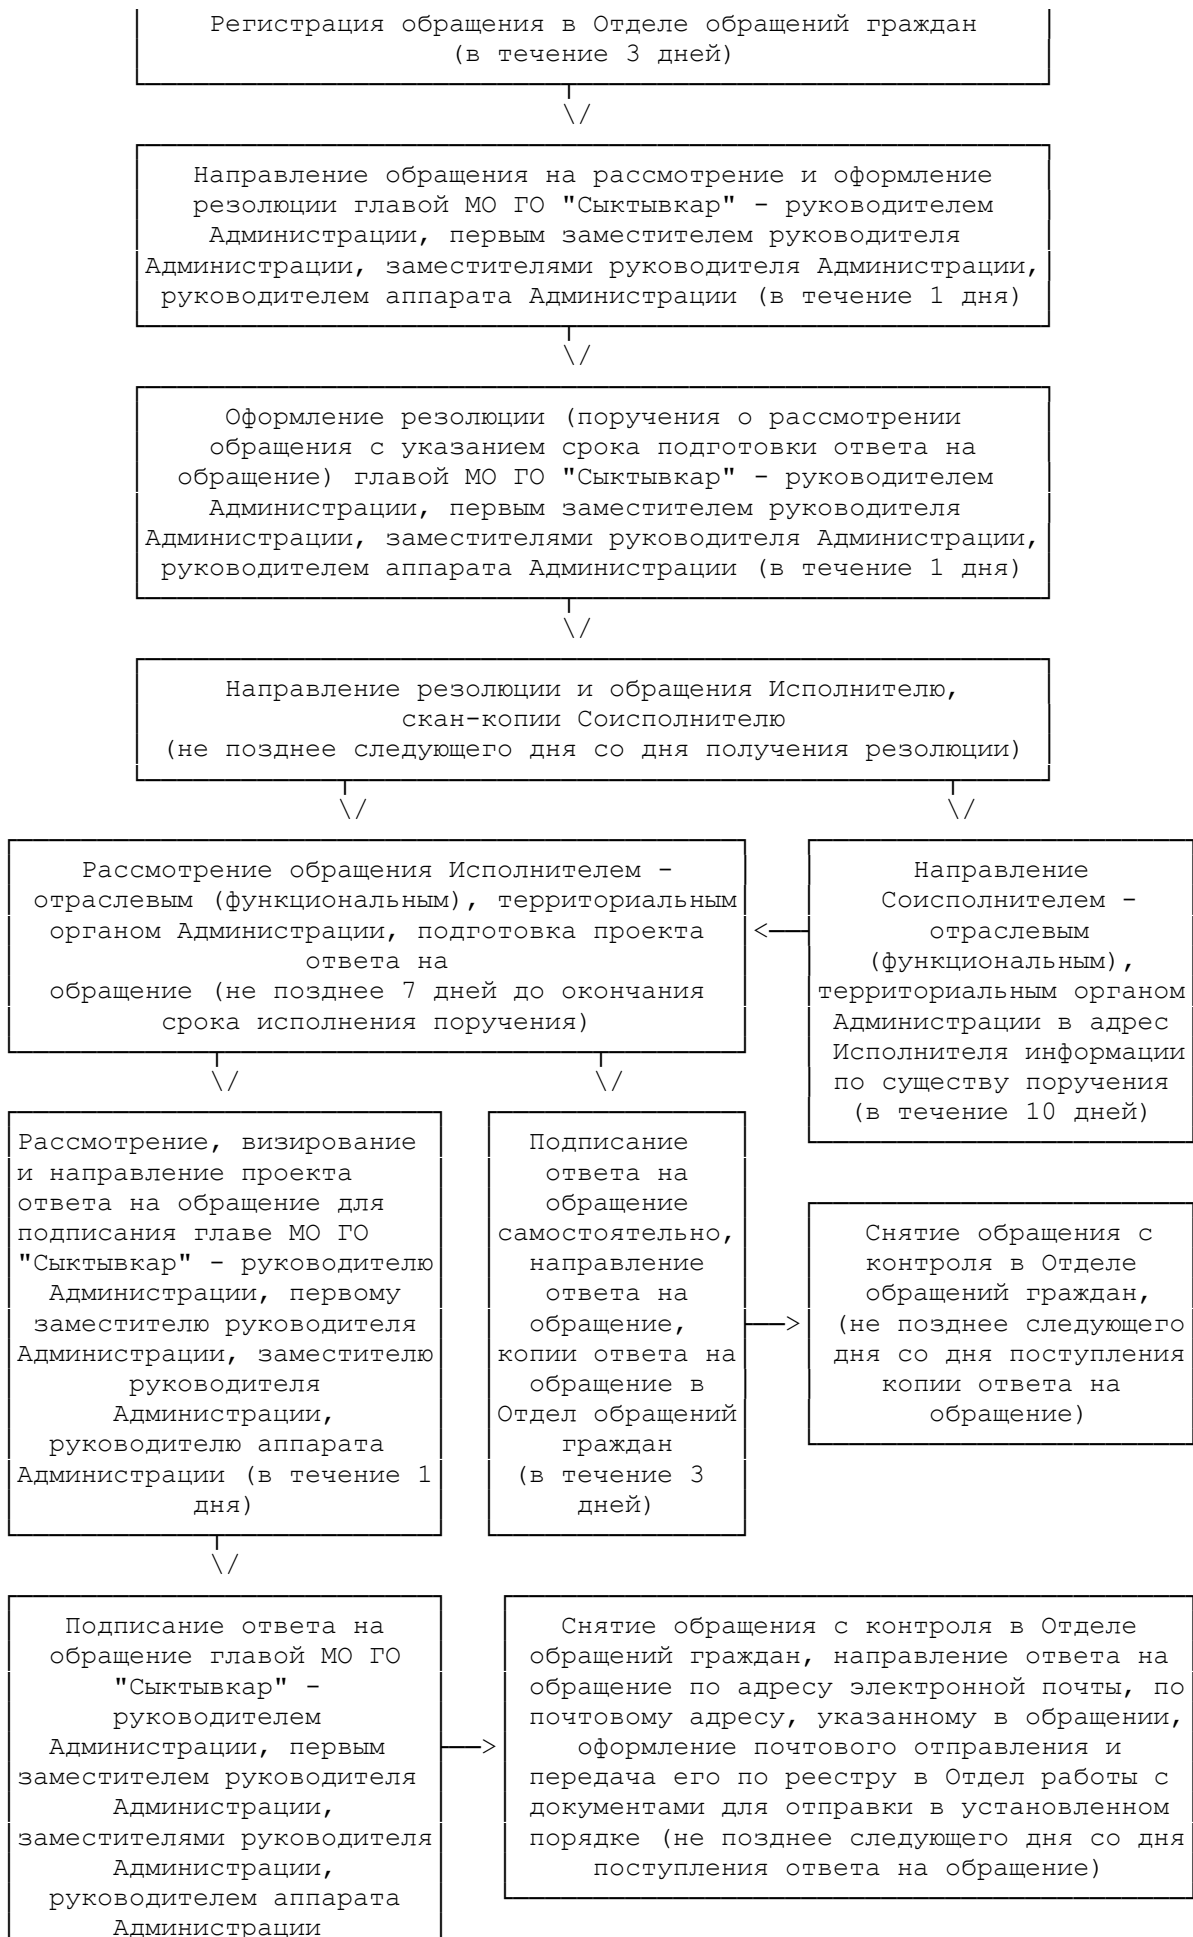 Регистрация обращения в Отделе обращений граждан
(в течение 3 дней)
\/
Направление обращения на рассмотрение и оформление
резолюции главой МО ГО "Сыктывкар" - руководителем
Администрации, первым заместителем руководителя
Администрации, заместителями руководителя Администрации,
руководителем аппарата Администрации (в течение 1 дня)
\/
Оформление резолюции (поручения о рассмотрении
обращения с указанием срока подготовки ответа на
обращение) главой МО ГО "Сыктывкар" - руководителем
Администрации, первым заместителем руководителя
Администрации, заместителями руководителя Администрации,
руководителем аппарата Администрации (в течение 1 дня)
\/
Направление резолюции и обращения Исполнителю,
скан-копии Соисполнителю
(не позднее следующего дня со дня получения резолюции)
\/ \/
Рассмотрение обращения Исполнителем -
отраслевым (функциональным), территориальным
органом Администрации, подготовка проекта
ответа на
обращение (не позднее 7 дней до окончания
срока исполнения поручения)
Направление
Соисполнителем -
отраслевым
(функциональным),
территориальным органом
Администрации в адрес
Исполнителя информации
по существу поручения
(в течение 10 дней)
\/ \/
Рассмотрение, визирование
и направление проекта
ответа на обращение для
подписания главе МО ГО
"Сыктывкар" - руководителю
Администрации, первому
заместителю руководителя
Администрации, заместителю
руководителя
Администрации,
руководителю аппарата
Администрации (в течение 1
дня)
Подписание
ответа на
обращение
самостоятельно,
направление
ответа на
обращение,
копии ответа на
обращение в
Отдел обращений
граждан
(в течение 3
дней)
Снятие обращения с
контроля в Отделе
обращений граждан,
(не позднее следующего
дня со дня поступления
копии ответа на
обращение)
\/
Подписание ответа на
обращение главой МО ГО
"Сыктывкар" -
руководителем
Администрации, первым
заместителем руководителя
Администрации,
заместителями руководителя
Администрации,
руководителем аппарата
Администрации
Снятие обращения с контроля в Отделе
обращений граждан, направление ответа на
обращение по адресу электронной почты, по
почтовому адресу, указанному в обращении,
оформление почтового отправления и
передача его по реестру в Отдел работы с
документами для отправки в установленном
порядке (не позднее следующего дня со дня
поступления ответа на обращение)